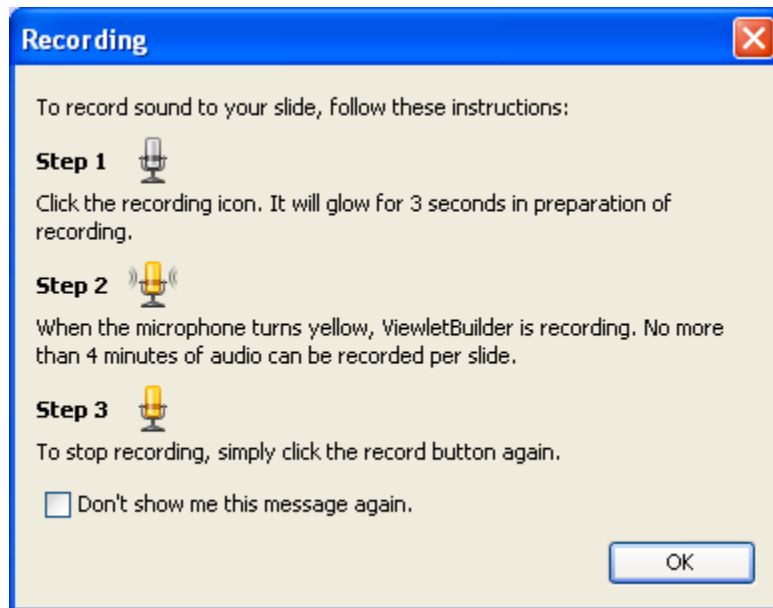 Recording
To record sound to your slide, follow these instructions:
Step 1
Click the recording icon. It will glow for 3 seconds in preparation of
recording.
Step 2
When the microphone turns yellow, ViewletBuilder is recording. No more
than 4 minutes of audio can be recorded per slide.
Step 3
To stop recording, simply click the record button again.
Don't show me this message again.
OK